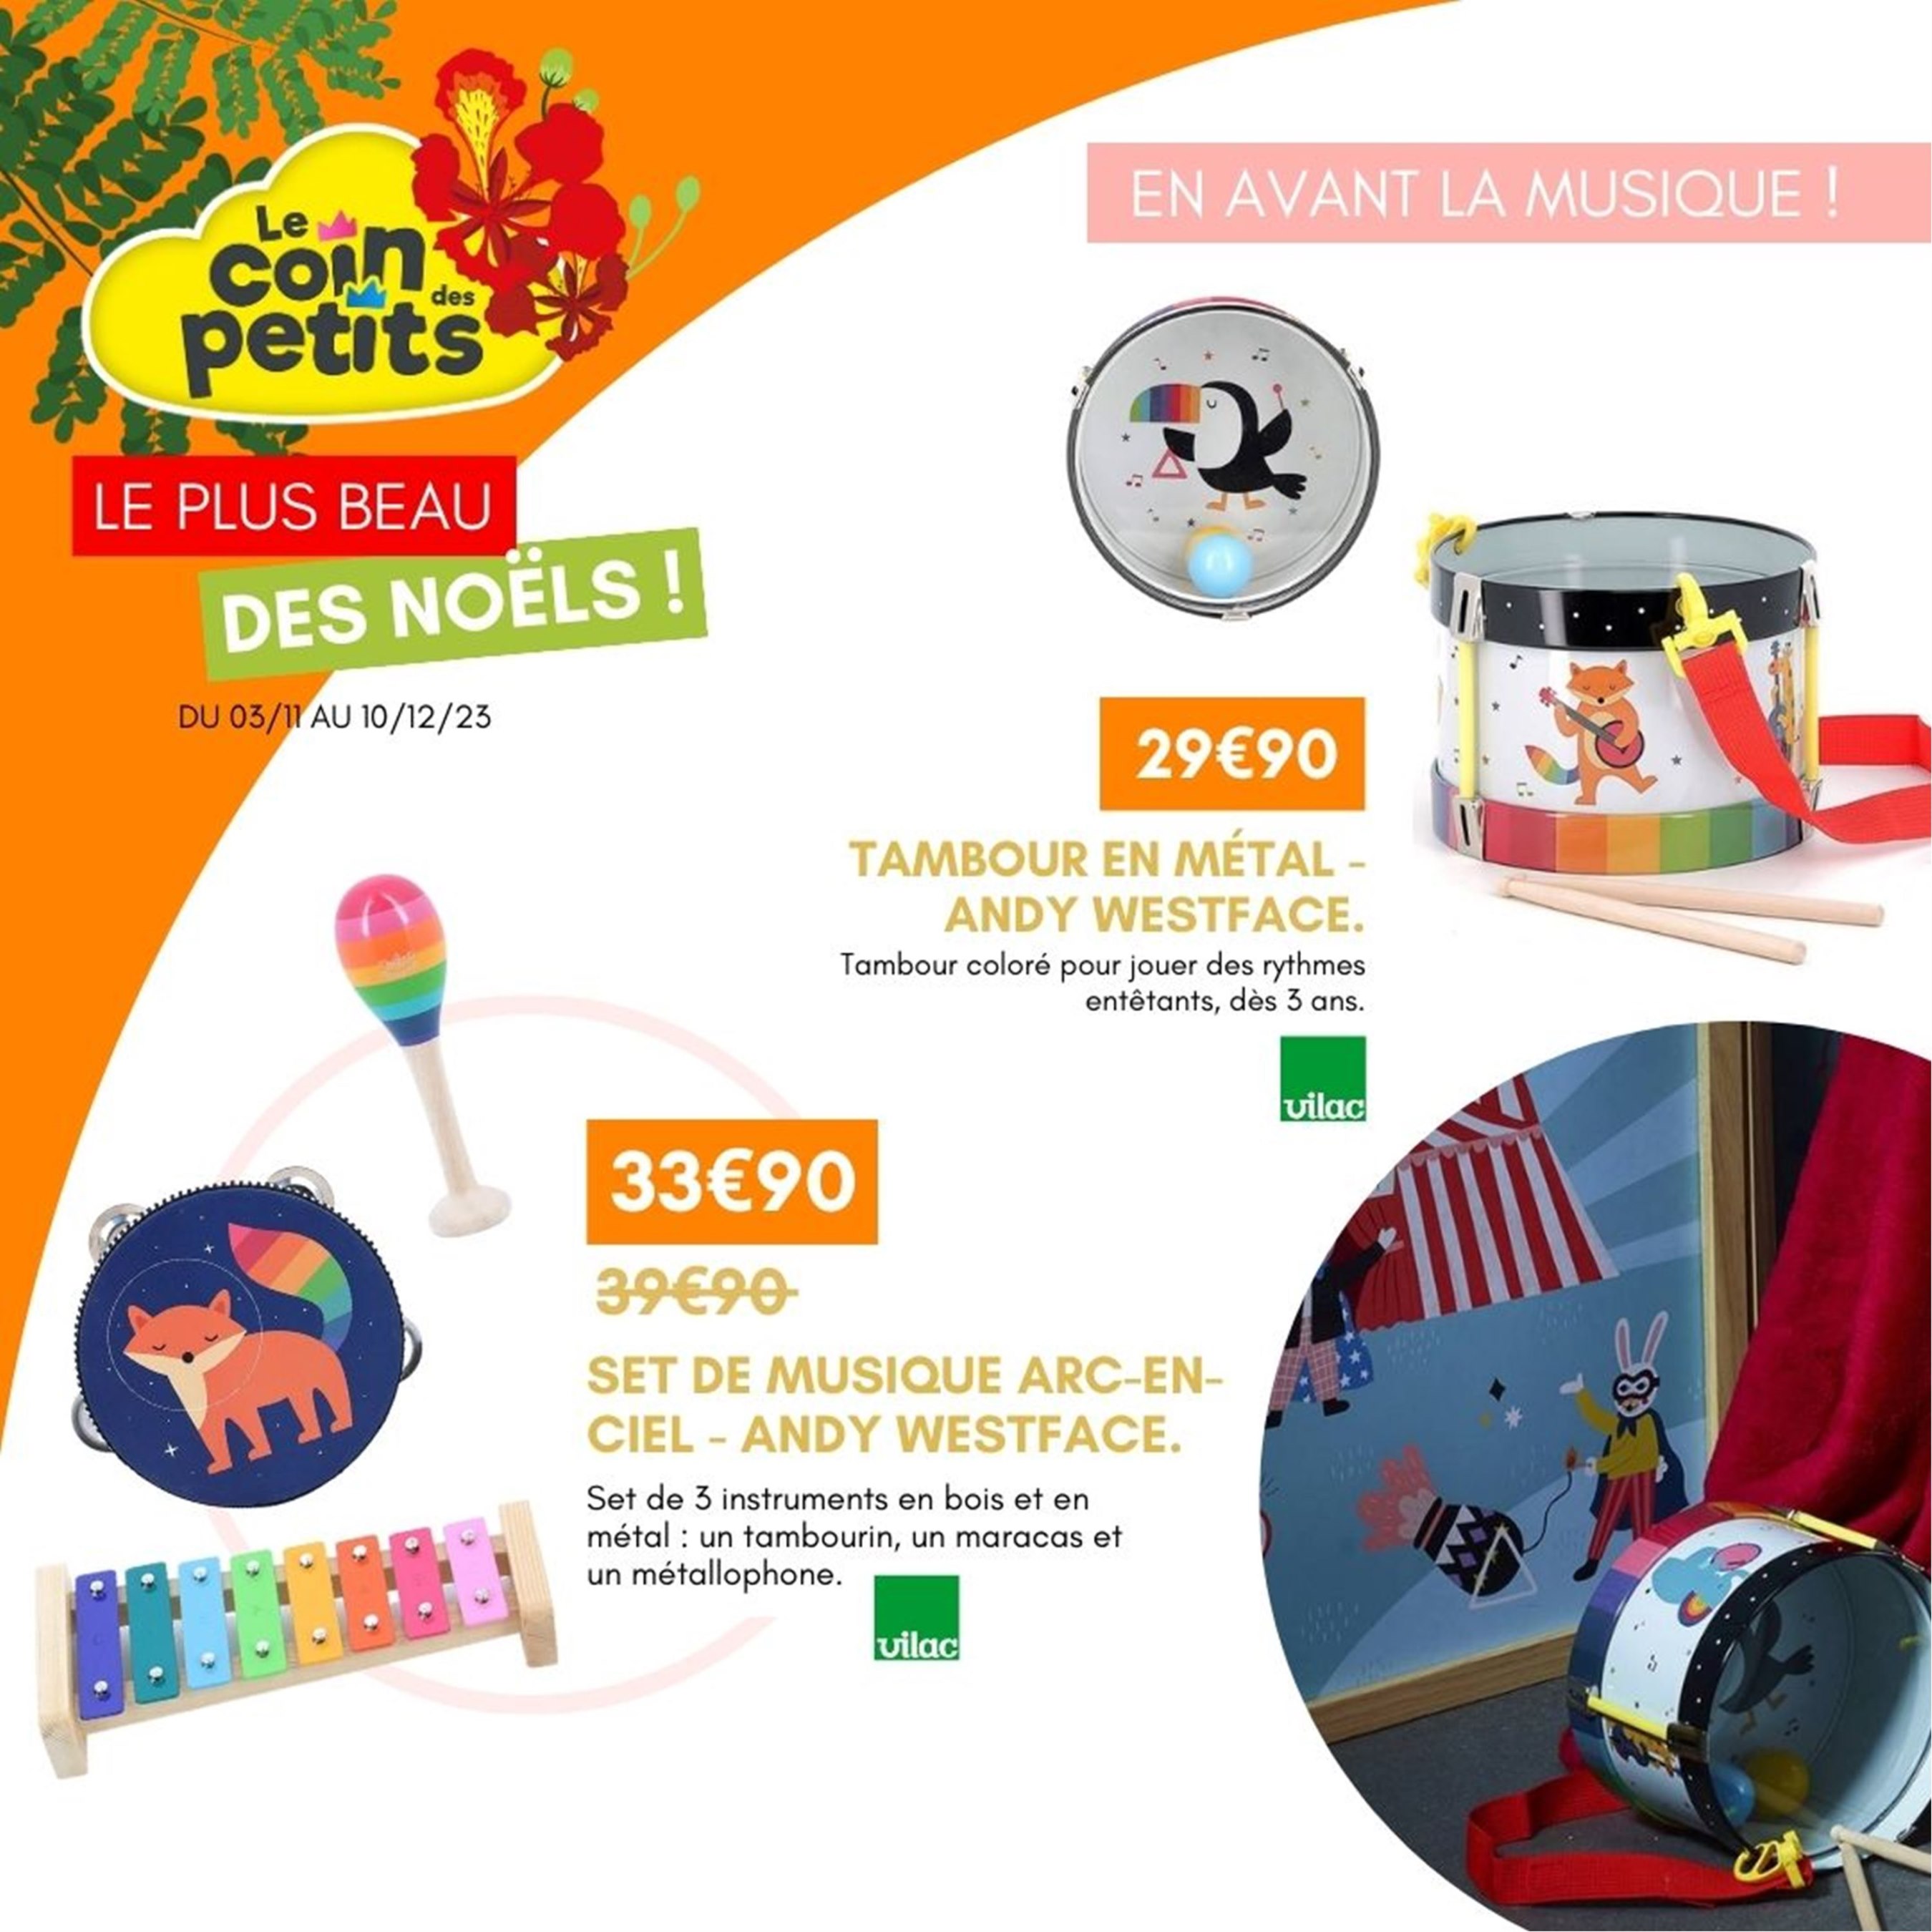 Le
coin
des
petits
LE PLUS BEAU
DES NOËLS !
DU 03/11 AU 10/12/23
EN AVANT LA MUSIQUE !
29€90
TAMBOUR EN MÉTAL -
ANDY WESTFACE.
Tambour coloré pour jouer des rythmes
entêtants, dès 3 ans.
vilac
33€90
39€90
SET DE MUSIQUE ARC-EN-
CIEL - ANDY WESTFACE.
Set de 3 instruments en bois et en
métal : un tambourin, un maracas et
un métallophone.
vilac